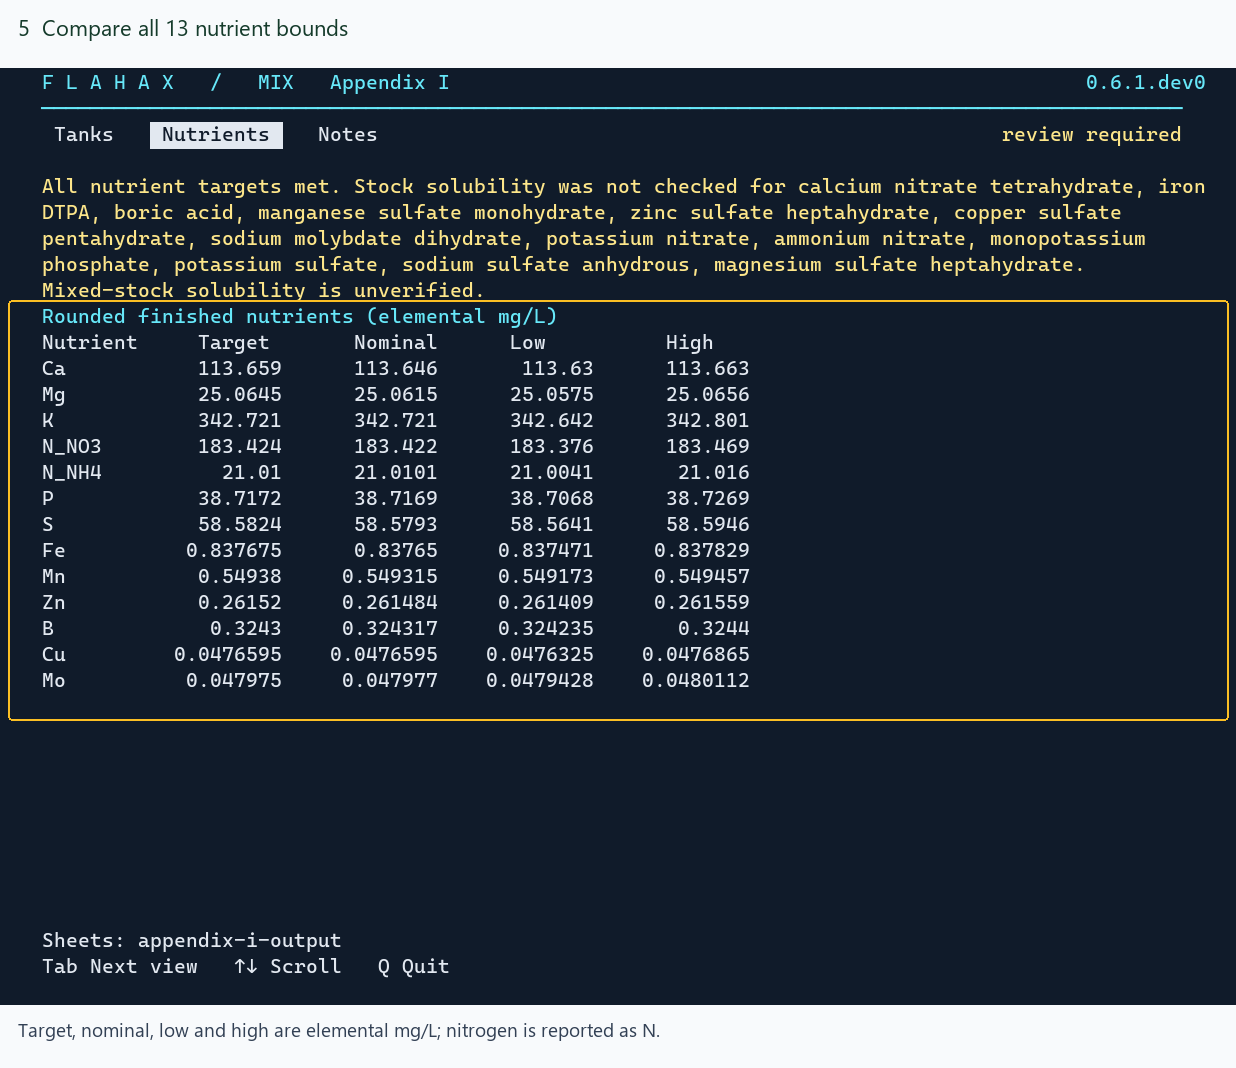 5 Compare all 13 nutrient bounds
F L A H A X / MIX Appendix I 0.6.1.dev0
Tanks Nutrients Notes review required
All nutrient targets met. Stock solubility was not checked for calcium nitrate tetrahydrate, iron
DTPA, boric acid, manganese sulfate monohydrate, zinc sulfate heptahydrate, copper sulfate
pentahydrate, sodium molybdate dihydrate, potassium nitrate, ammonium nitrate, monopotassium
phosphate, potassium sulfate, sodium sulfate anhydrous, magnesium sulfate heptahydrate.
Mixed-stock solubility is unverified.
Rounded finished nutrients (elemental mg/L)
Nutrient Target Nominal Low High
Ca 113.659 113.646 113.63 113.663
Mg 25.0645 25.0615 25.0575 25.0656
K 342.721 342.721 342.642 342.801
N_NO3 183.424 183.422 183.376 183.469
N_NH4 21.01 21.0101 21.0041 21.016
P 38.7172 38.7169 38.7068 38.7269
S 58.5824 58.5793 58.5641 58.5946
Fe 0.837675 0.83765 0.837471 0.837829
Mn 0.54938 0.549315 0.549173 0.549457
Zn 0.26152 0.261484 0.261409 0.261559
B 0.3243 0.324317 0.324235 0.3244
Cu 0.0476595 0.0476595 0.0476325 0.0476865
Mo 0.047975 0.047977 0.0479428 0.0480112
Sheets: appendix-i-output
Tab Next view ↑↓ Scroll Q Quit
Target, nominal, low and high are elemental mg/L; nitrogen is reported as N.